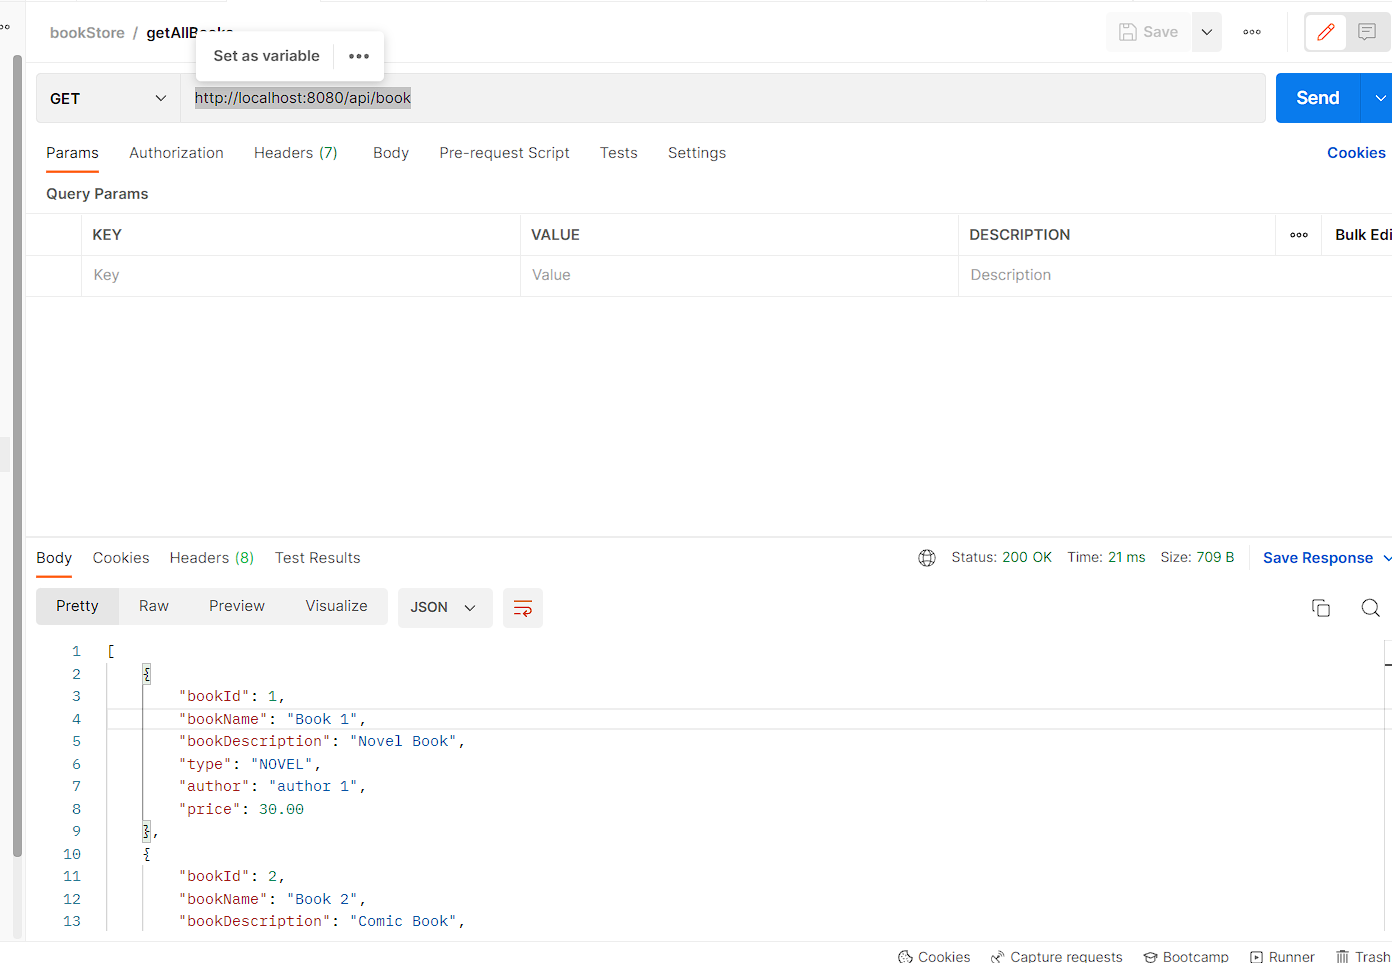 bookStore / getAllBooks
Save
Set as variable
GET
http://localhost:8080/api/book
Send
Params Authorization Headers (7) Body Pre-request Script Tests Settings Cookies
Query Params
KEY VALUE DESCRIPTION Bulk Edi
Key Value Description
Body Cookies Headers (8) Test Results Status: 200 OK Time: 21 ms Size: 709 B Save Response
Pretty Raw Preview Visualize JSON
1 [
2 {
3 "bookId": 1,
4 "bookName": "Book 1",
5 "bookDescription": "Novel Book",
6 "type": "NOVEL",
7 "author": "author 1",
8 "price": 30.00
9 },
10 {
11 "bookId": 2,
12 "bookName": "Book 2",
13 "bookDescription": "Comic Book",
Cookies Capture requests Bootcamp Runner Trash